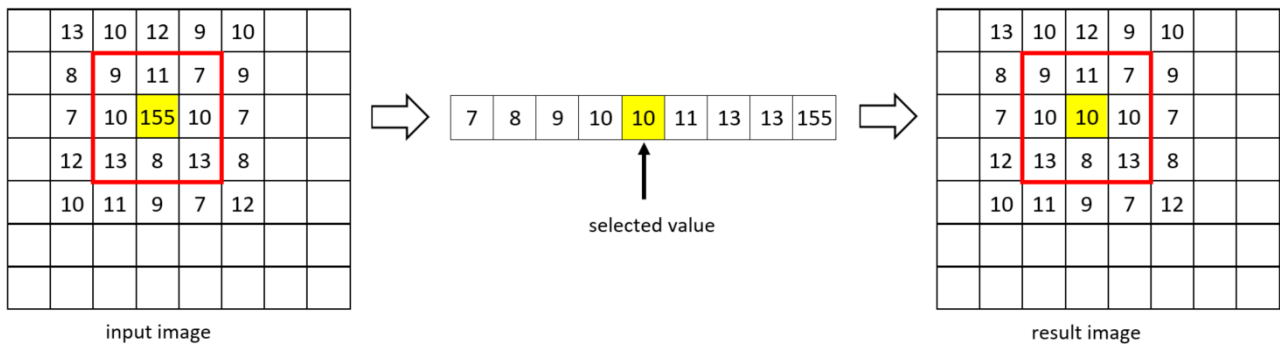 13 10 12 9 10
8 9 11 7 9
7 10 155 10 7
12 13 8 13 8
10 11 9 7 12
input image
7 8 9 10 10 11 13 13 155
selected value
13 10 12 9 10
8 9 11 7 9
7 10 10 10 7
12 13 8 13 8
10 11 9 7 12
result image